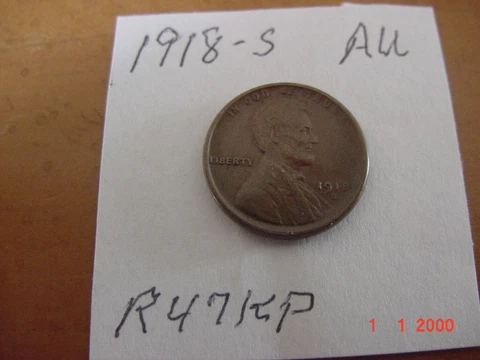 1918-S AU
IN GOD WE TRUST
LIBERTY
1918
S
R47KP
1 1 2000